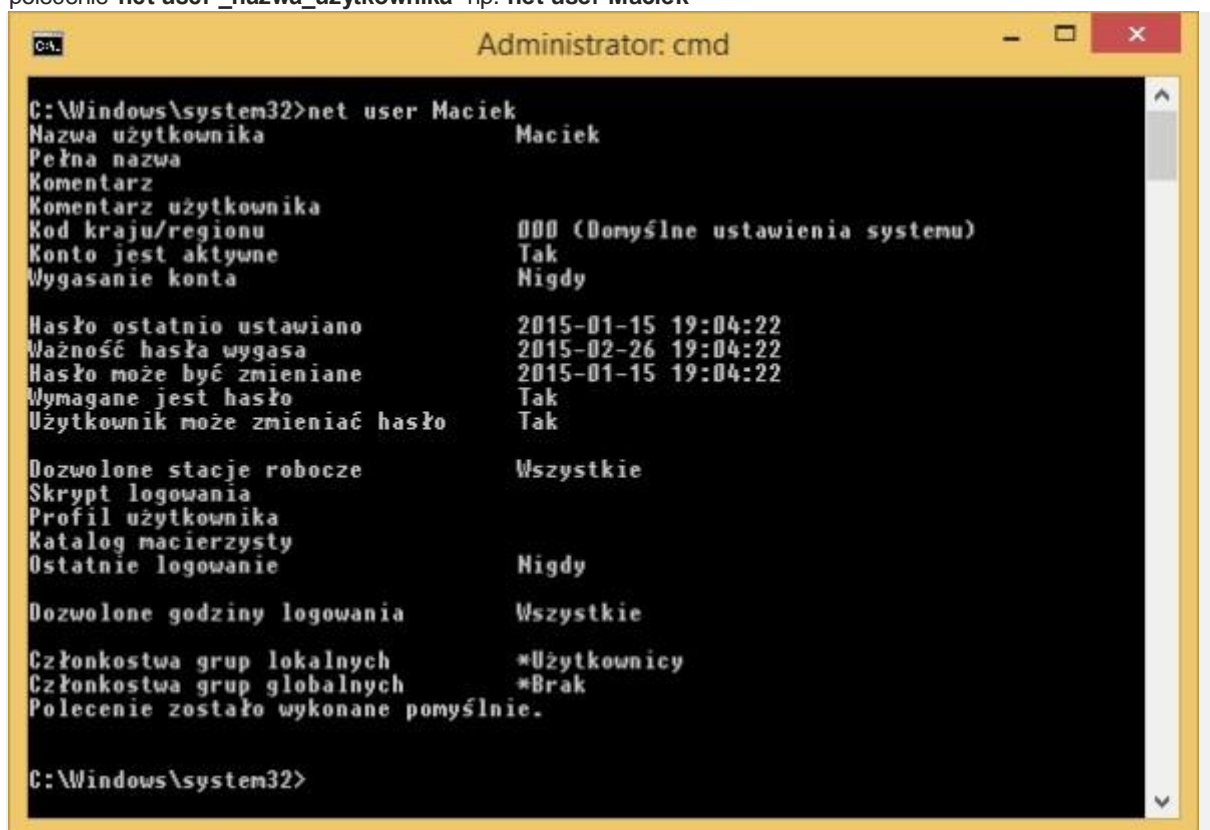 polecenie 'net user _nazwa_użytkownika' np. 'net user Maciek'
Administrator: cmd
C:\Windows\system32>net user Maciek
Nazwa użytkownika Maciek
Pełna nazwa
Komentarz
Komentarz użytkownika
Kod kraju/regionu 000 (Domyślne ustawienia systemu)
Konto jest aktywne Tak
Wygasanie konta Nigdy
Hasło ostatnio ustawiano 2015-01-15 19:04:22
Ważność hasła wygasa 2015-02-26 19:04:22
Hasło może być zmieniane 2015-01-15 19:04:22
Wymagane jest hasło Tak
Użytkownik może zmieniać hasło Tak
Dozwolone stacje robocze Wszystkie
Skrypt logowania
Profil użytkownika
Katalog macierzysty
Ostatnie logowanie Nigdy
Dozwolone godziny logowania Wszystkie
Członkostwa grup lokalnych *Użytkownicy
Członkostwa grup globalnych *Brak
Polecenie zostało wykonane pomyślnie.
C:\Windows\system32>